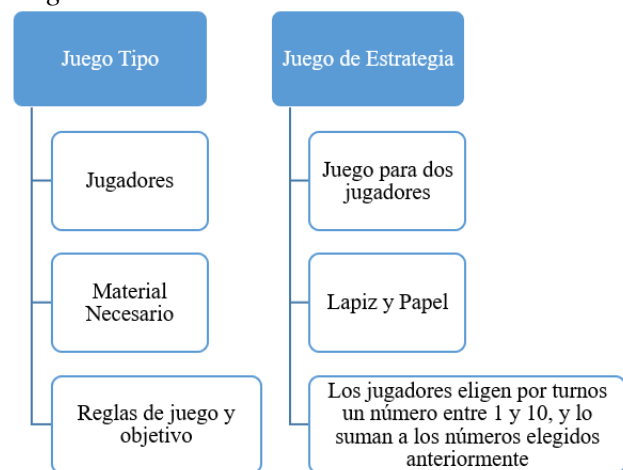 Juego Tipo
Jugadores
Material
Necesario
Reglas de juego y
objetivo
Juego de Estrategia
Juego para dos
jugadores
Lapiz y Papel
Los jugadores eligen por turnos
un número entre 1 y 10, y lo
suman a los números elegidos
anteriormente